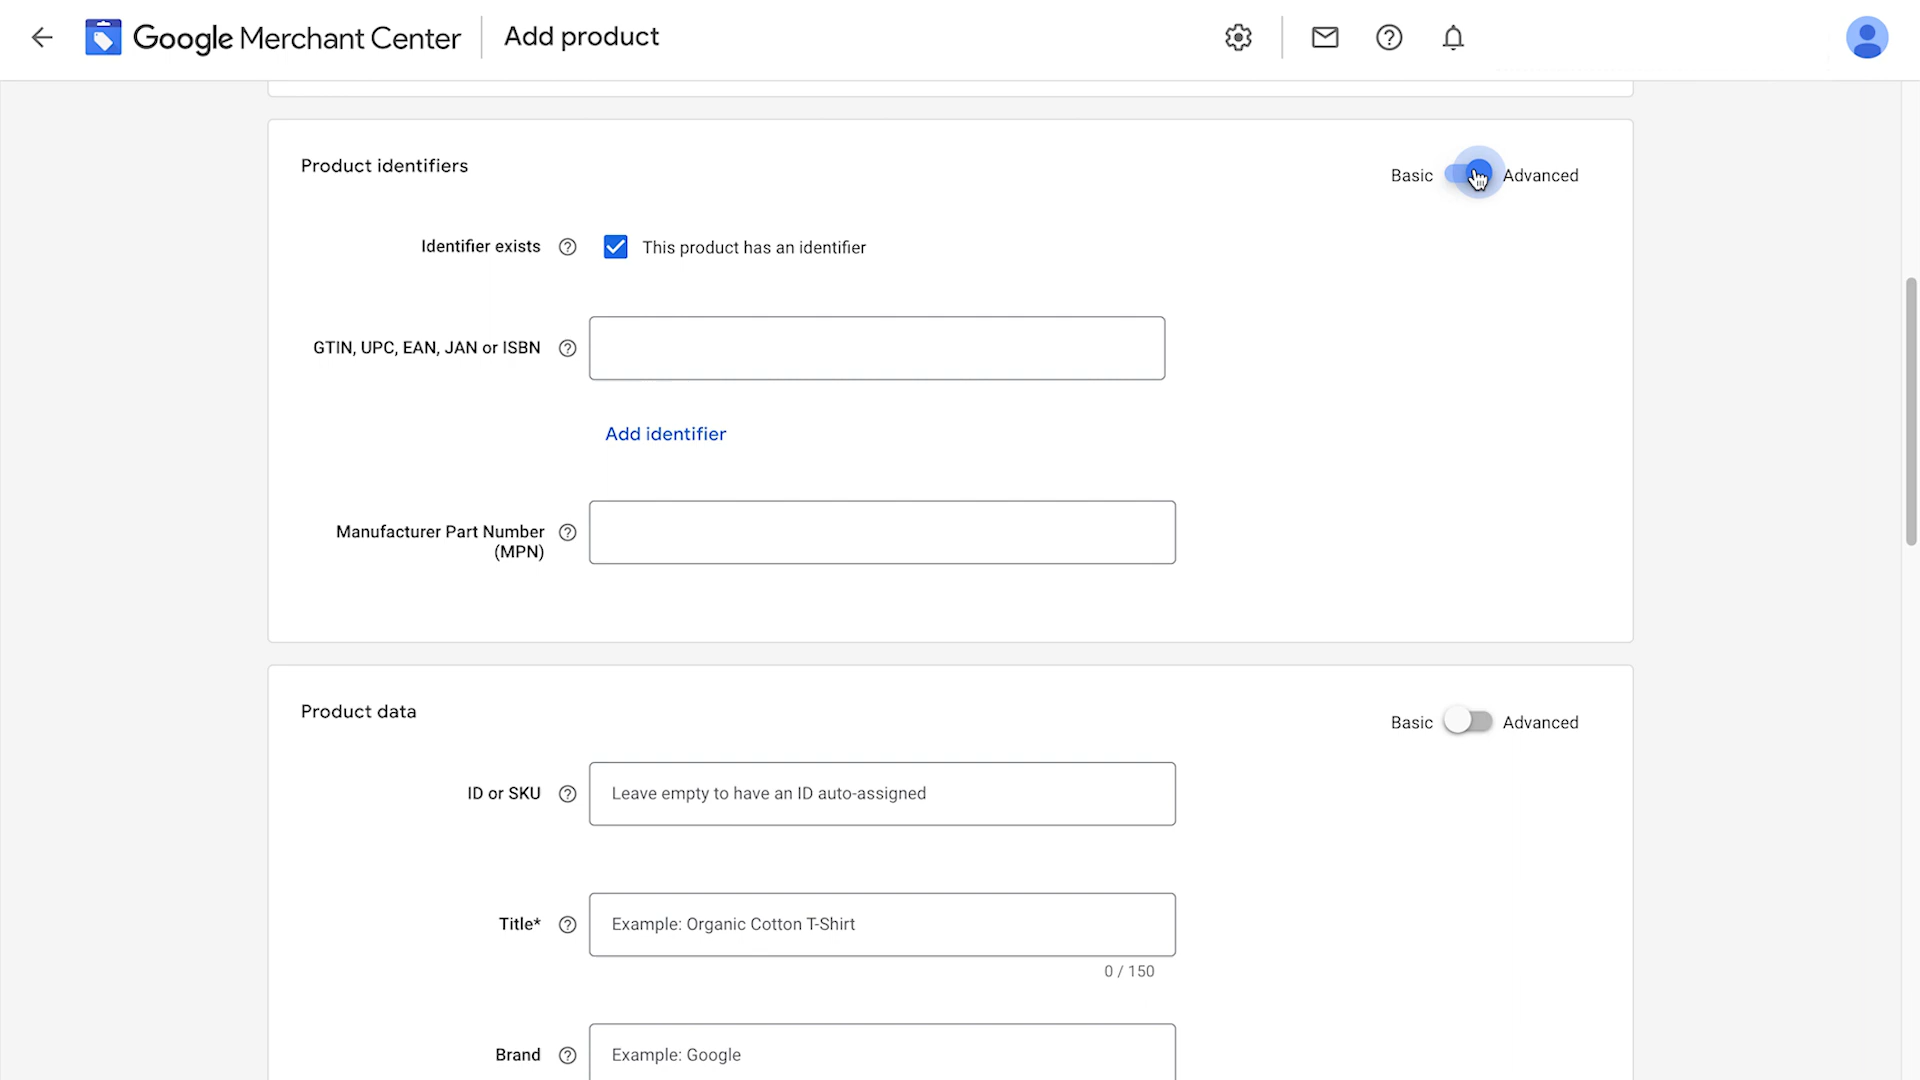 Google Merchant Center
Add product
Product identifiers
Basic
Advanced
Identifier exists
This product has an identifier
GTIN, UPC, EAN, JAN or ISBN
Add identifier
Manufacturer Part Number
(MPN)
Product data
Basic
Advanced
ID or SKU
Leave empty to have an ID auto-assigned
Title*
Example: Organic Cotton T-Shirt
0 / 150
Brand
Example: Google